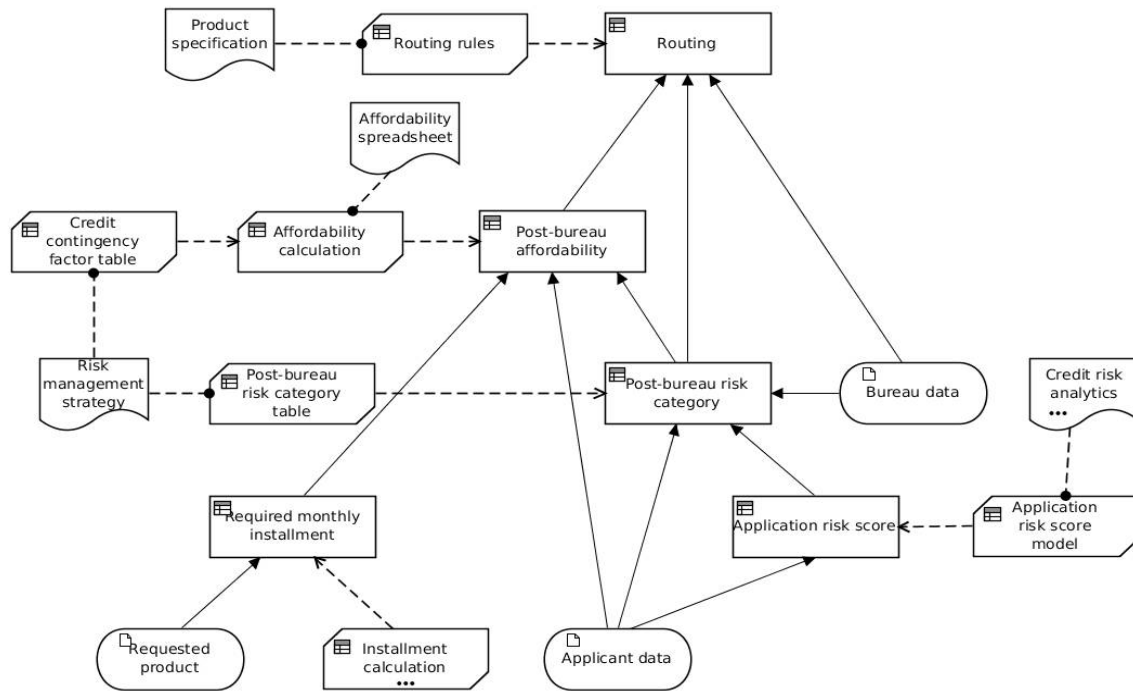 Product
specification
Routing rules
Routing
Affordability
spreadsheet
Credit
contingency
factor table
Affordability
calculation
Post-bureau
affordability
Risk
management
strategy
Post-bureau
risk category
table
Post-bureau risk
category
Bureau data
Credit risk
analytics
Required monthly
installment
Application risk score
Application
risk score
model
Requested
product
Installment
calculation
Applicant data